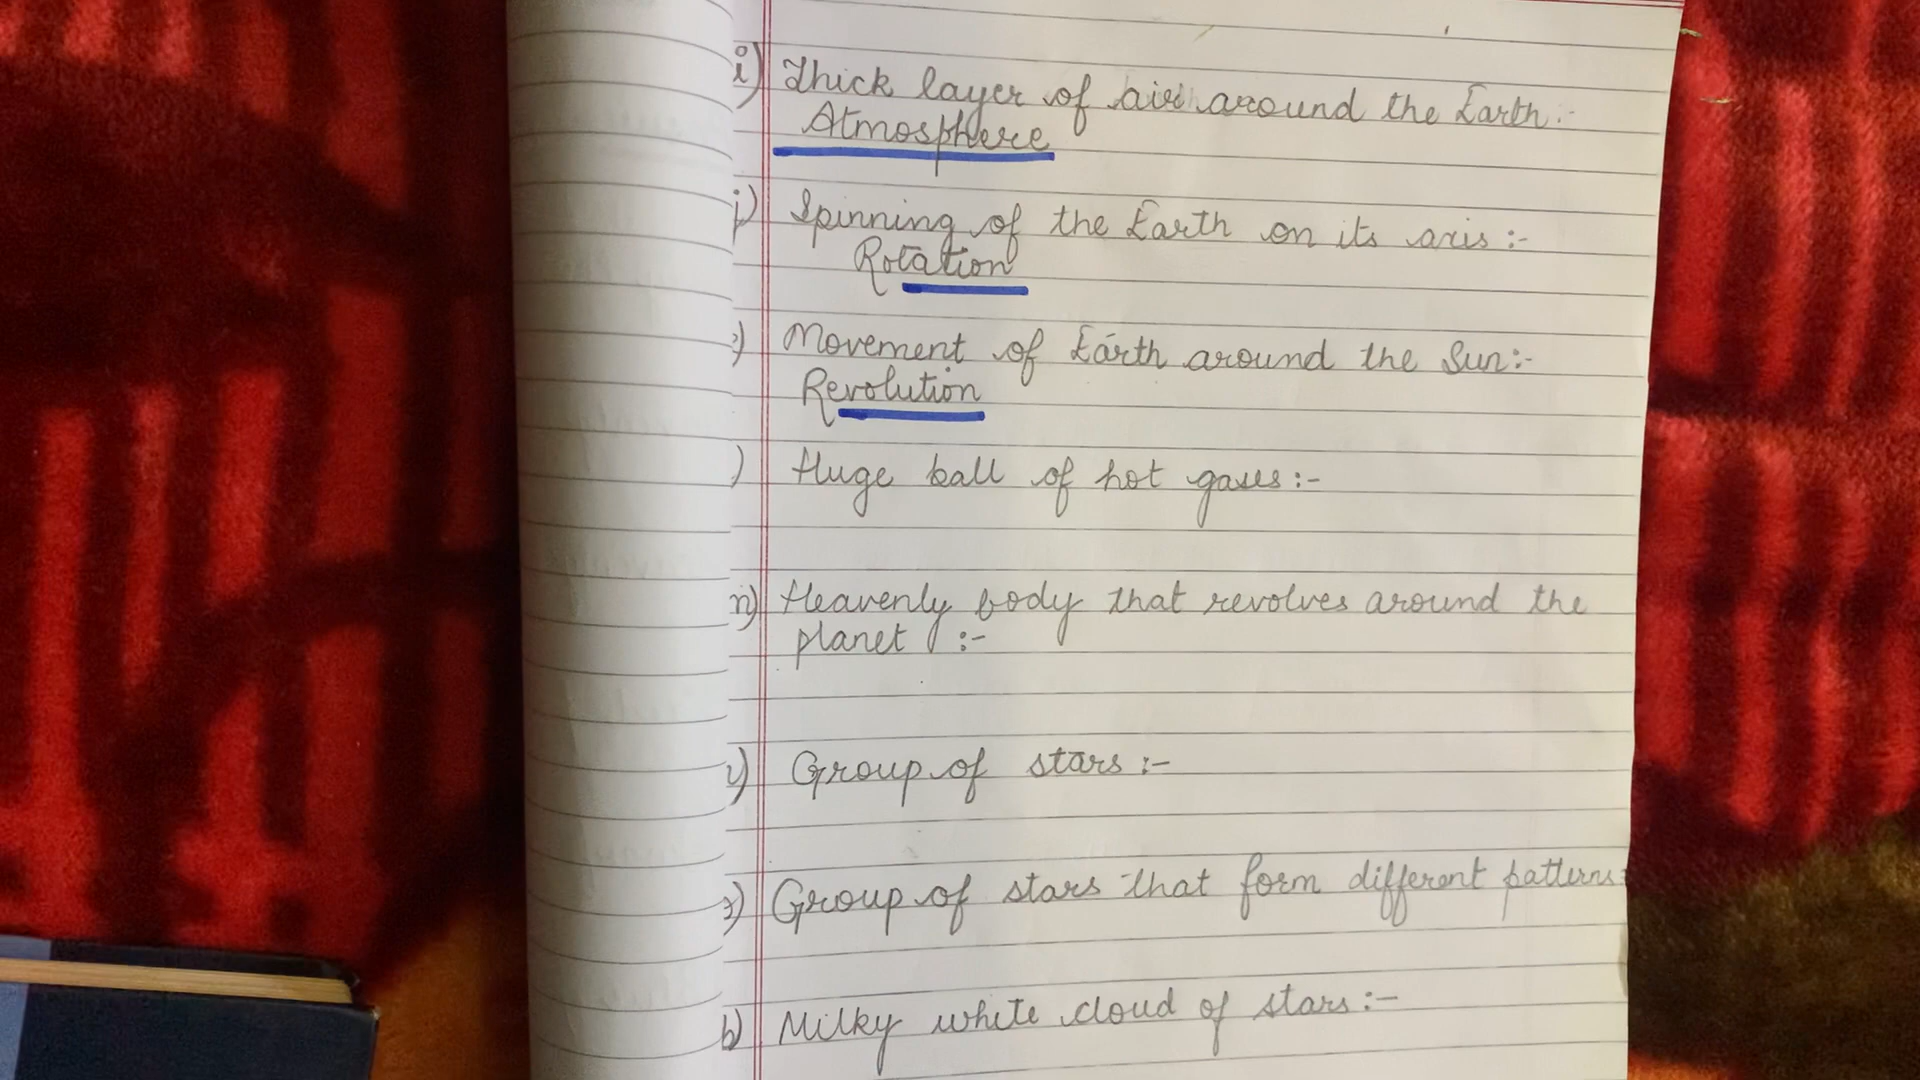 i) Thick layer of air around the Earth:-
Atmosphere
j) Spinning of the Earth on its axis :-
Rotation
) Movement of Earth around the Sun:-
Revolution
) Huge ball of hot gases :-
n) Heavenly body that revolves around the
planet :-
) Group of stars :-
) Group of stars that form different patterns:
b) Milky white cloud of stars :-